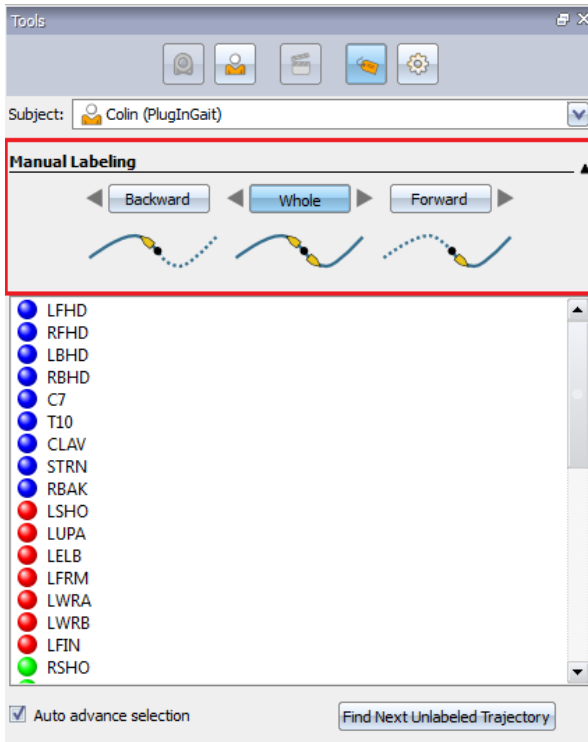 Tools
Subject: Colin (PlugInGait)
Manual Labeling
Backward Whole Forward
LFHD
RFHD
LBHD
RBHD
C7
T10
CLAV
STRN
RBAK
LSHO
LUPA
LELB
LFRM
LWRA
LWRB
LFIN
RSHO
Auto advance selection Find Next Unlabeled Trajectory